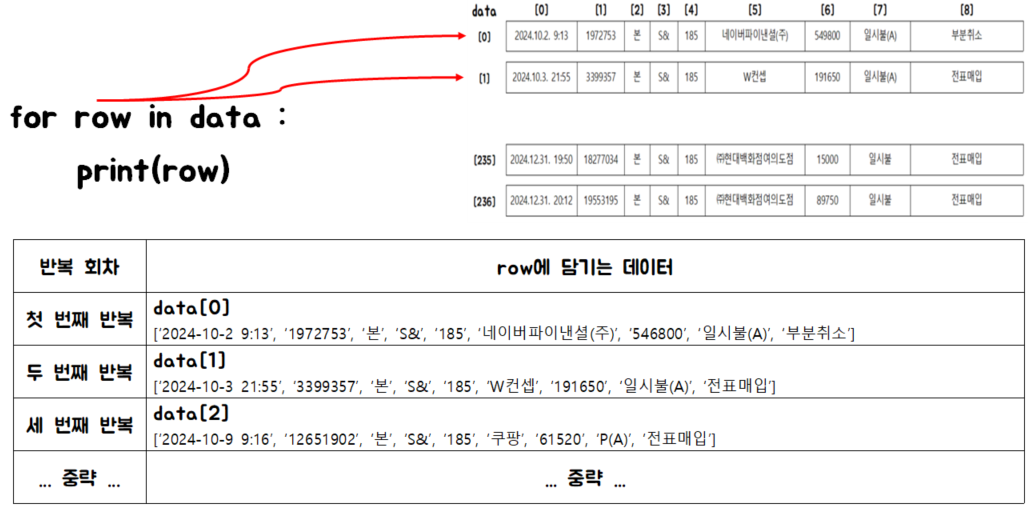 data [0] [1] [2] [3] [4] [5] [6] [7] [8]
[0] 2024.10.2. 9:13 1972753 본 S& 185 네이버파이낸셜(주) 549800 일시불(A) 부분취소
[1] 2024.10.3. 21:55 3399357 본 S& 185 W컨셉 191650 일시불(A) 전표매입
for row in data :
print(row)
[235] 2024.12.31. 19:50 18277034 본 S& 185 ㈜현대백화점여의도점 15000 일시불 전표매입
[236] 2024.12.31. 20:12 19553195 본 S& 185 ㈜현대백화점여의도점 89750 일시불 전표매입
반복 회차 row에 담기는 데이터
첫 번째 반복 data[0]
['2024-10-2 9:13', '1972753', '본', 'S&', '185', '네이버파이낸셜(주)', '546800', '일시불(A)', '부분취소']
두 번째 반복 data[1]
['2024-10-3 21:55', '3399357', '본', 'S&', '185', 'W컨셉', '191650', '일시불(A)', '전표매입']
세 번째 반복 data[2]
['2024-10-9 9:16', '12651902', '본', 'S&', '185', '쿠팡', '61520', 'P(A)', '전표매입']
... 중략 ... ... 중략 ...